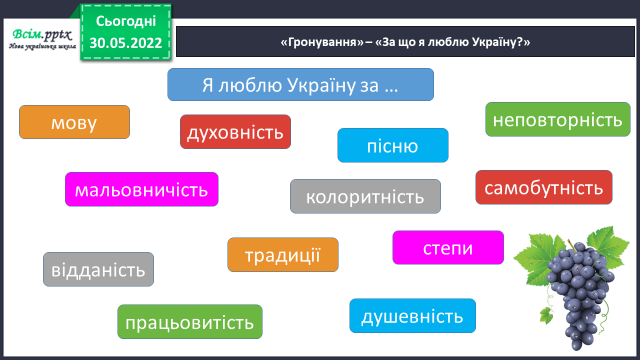 Всім.pptx
Нова українська школа
Сьогодні
30.05.2022
«Гронування» – «За що я люблю Україну?»
Я люблю Україну за ...
мову
духовність
пісню
неповторність
мальовничість
колоритність
самобутність
відданість
традиції
степи
працьовитість
душевність